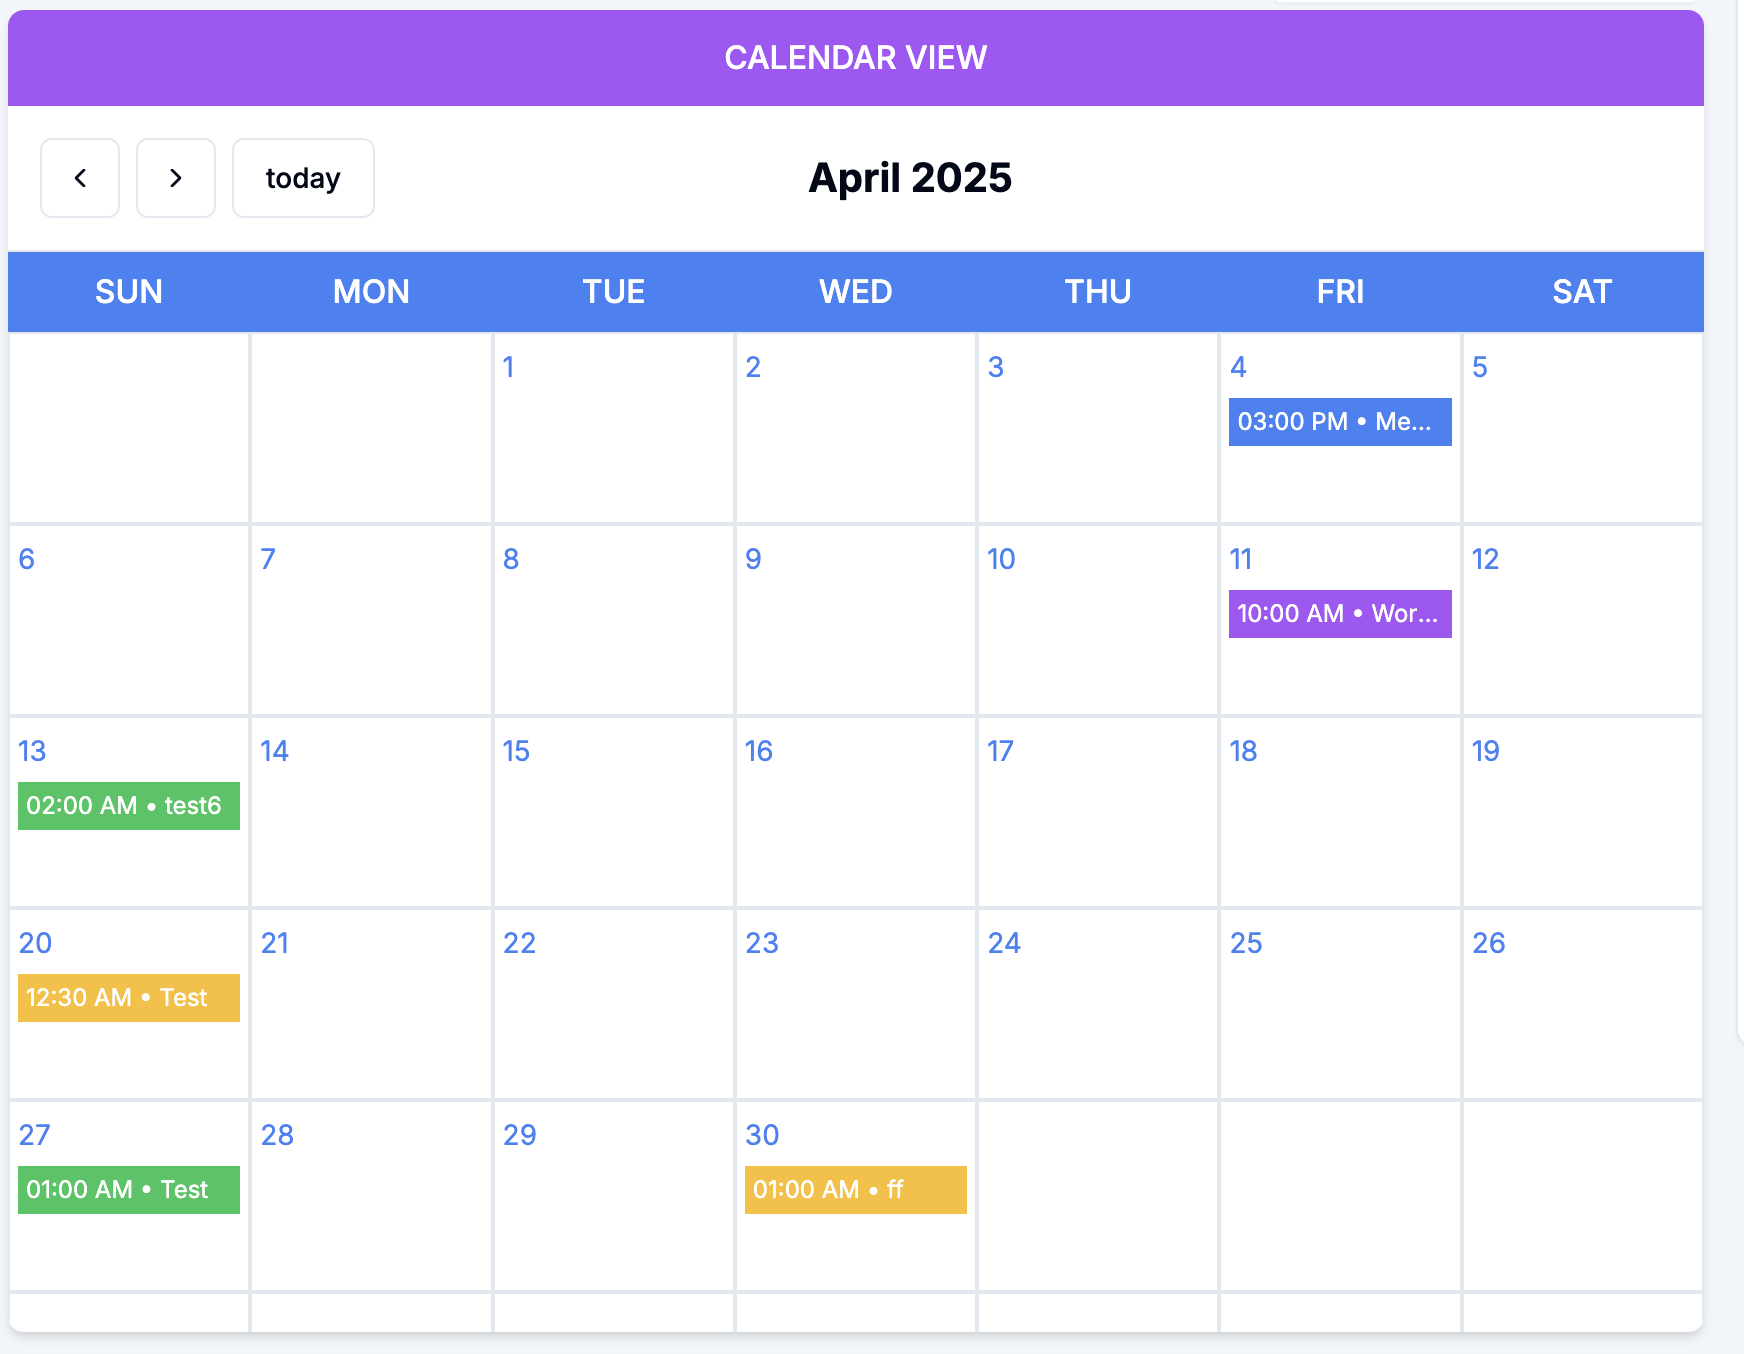 CALENDAR VIEW
today
April 2025
SUN MON TUE WED THU FRI SAT
1 2 3 4 5
03:00 PM • Me...
6 7 8 9 10 11 12
10:00 AM • Wor...
13 14 15 16 17 18 19
02:00 AM • test6
20 21 22 23 24 25 26
12:30 AM • Test
27 28 29 30
01:00 AM • Test 01:00 AM • ff